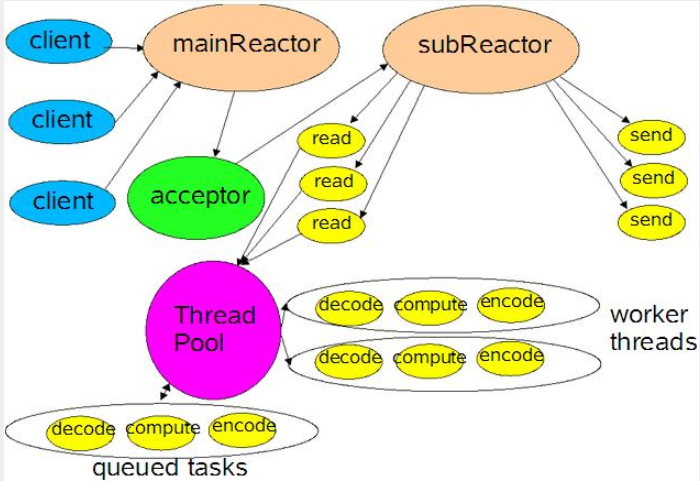 client
mainReactor
subReactor
client
client
acceptor
read
read
read
send
send
send
Thread
Pool
decode compute encode
decode compute encode
worker
threads
decode compute encode
queued tasks